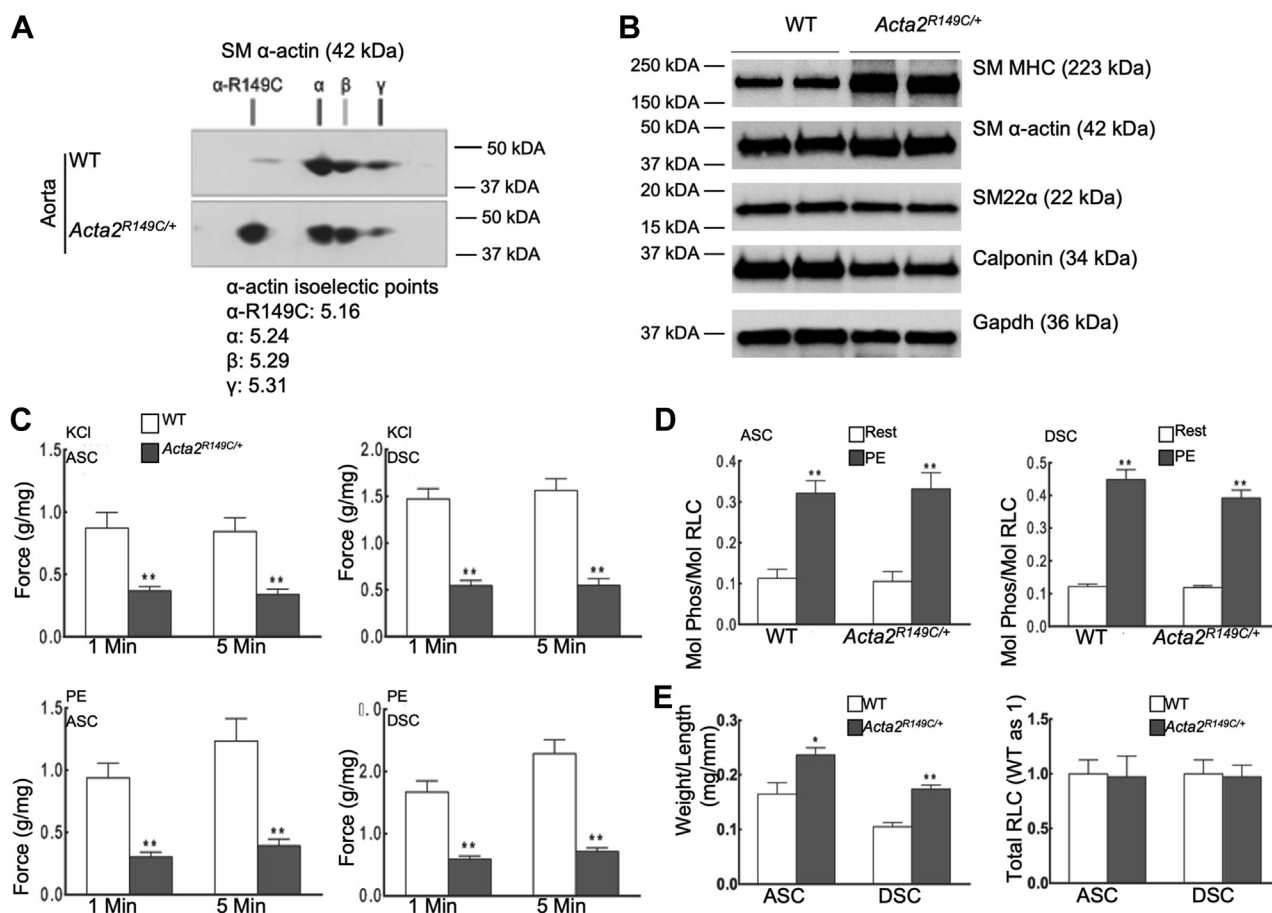 A
SM α-actin (42 kDa)
α-R149C α β γ
Aorta
WT
Acta2R149C/+
50 kDA
37 kDA
50 kDA
37 kDA
α-actin isoelectic points
α-R149C: 5.16
α: 5.24
β: 5.29
γ: 5.31
B
WT Acta2R149C/+
250 kDA
150 kDA
SM MHC (223 kDa)
50 kDA
37 kDA
SM α-actin (42 kDa)
20 kDA
15 kDA
SM22α (22 kDa)
37 kDA
Calponin (34 kDa)
37 kDA
Gapdh (36 kDa)
C
KCl
ASC
WT
Acta2R149C/+
Force (g/mg)
1.5
1.0
0.5
0.0
** **
1 Min 5 Min
KCl
DSC
Force (g/mg)
2.0
1.5
1.0
0.5
0.0
** **
1 Min 5 Min
PE
ASC
Force (g/mg)
1.5
1.0
0.5
0.0
** **
1 Min 5 Min
PE
DSC
Force (g/mg)
.0
2.0
1.0
0.0
** **
1 Min 5 Min
D
ASC
Rest
PE
Mol Phos/Mol RLC
0.4
0.3
0.2
0.1
0.0
** **
WT Acta2R149C/+
DSC
Rest
PE
Mol Phos/Mol RLC
0.5
0.4
0.3
0.2
0.1
0.0
** **
WT Acta2R149C/+
E
WT
Acta2R149C/+
Weight/Length
(mg/mm)
0.3
0.2
0.1
0.0
* **
ASC DSC
WT
Acta2R149C/+
Total RLC (WT as 1)
1.5
1.0
0.5
0.0
ASC DSC